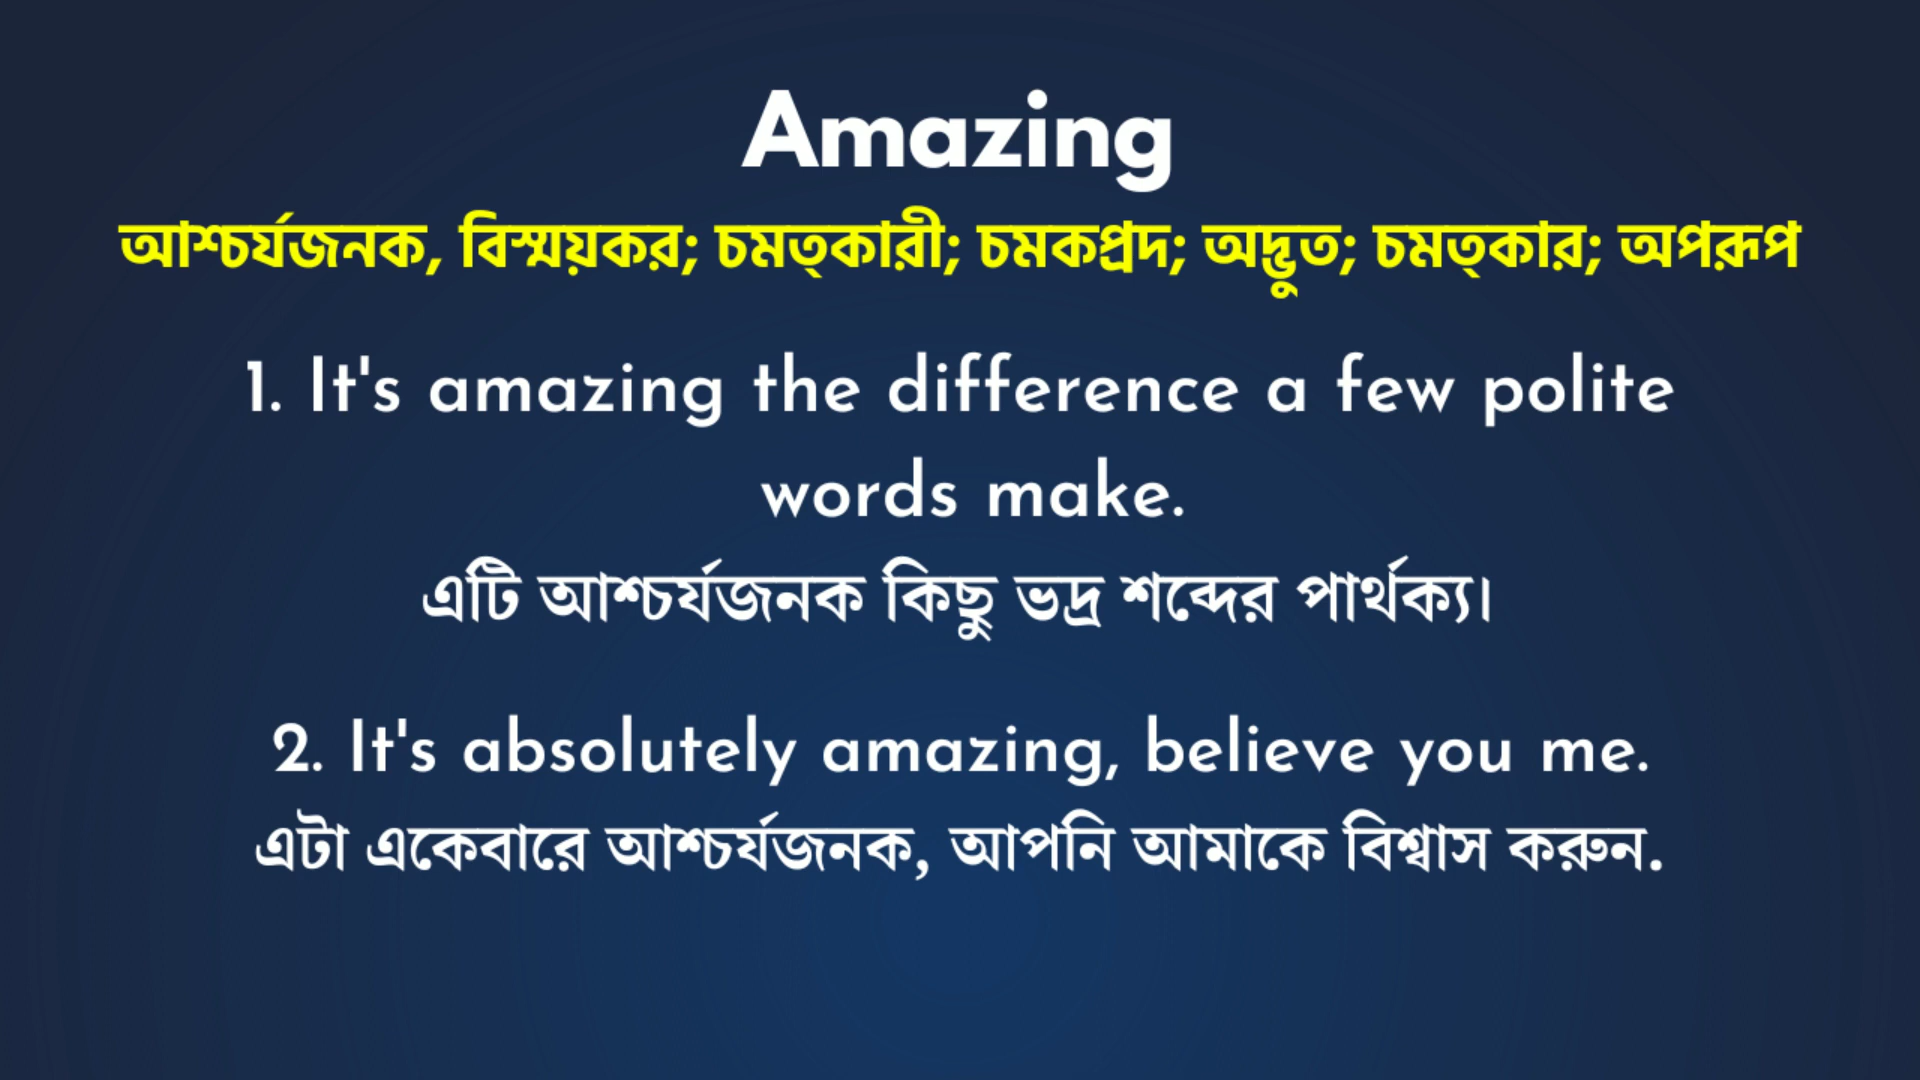 Amazing
আশ্চর্যজনক, বিস্ময়কর; চমত্কারী; চমকপ্রদ; অদ্ভুত; চমত্কার; অপরূপ
1. It's amazing the difference a few polite
words make.
এটি আশ্চর্যজনক কিছু ভদ্র শব্দের পার্থক্য।
2. It's absolutely amazing, believe you me.
এটা একেবারে আশ্চর্যজনক, আপনি আমাকে বিশ্বাস করুন.